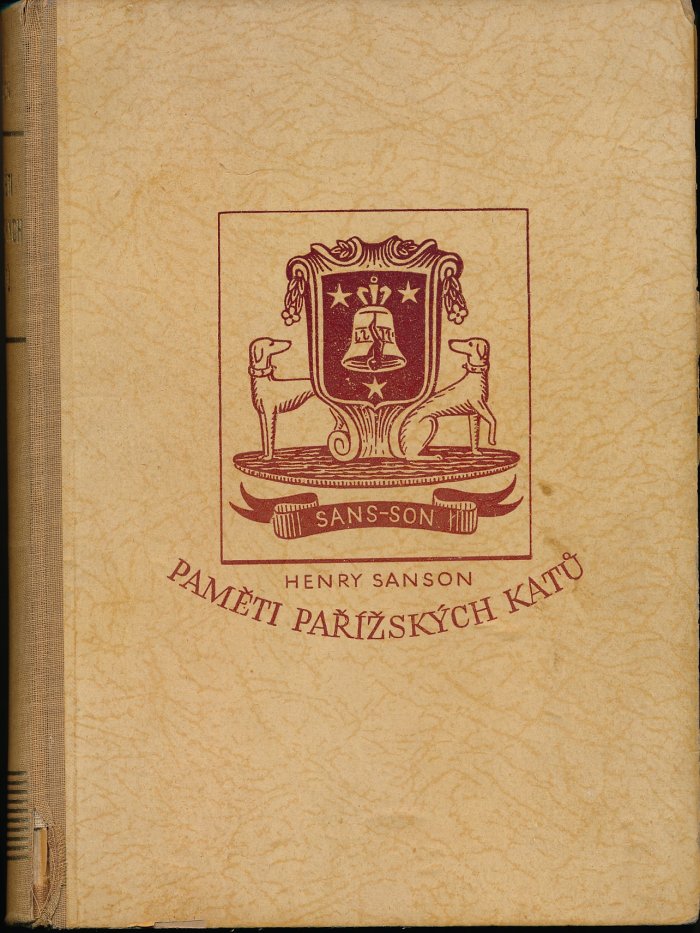 SANS-SON
HENRY SANSON
PAMĚTI PAŘÍŽSKÝCH KATŮ